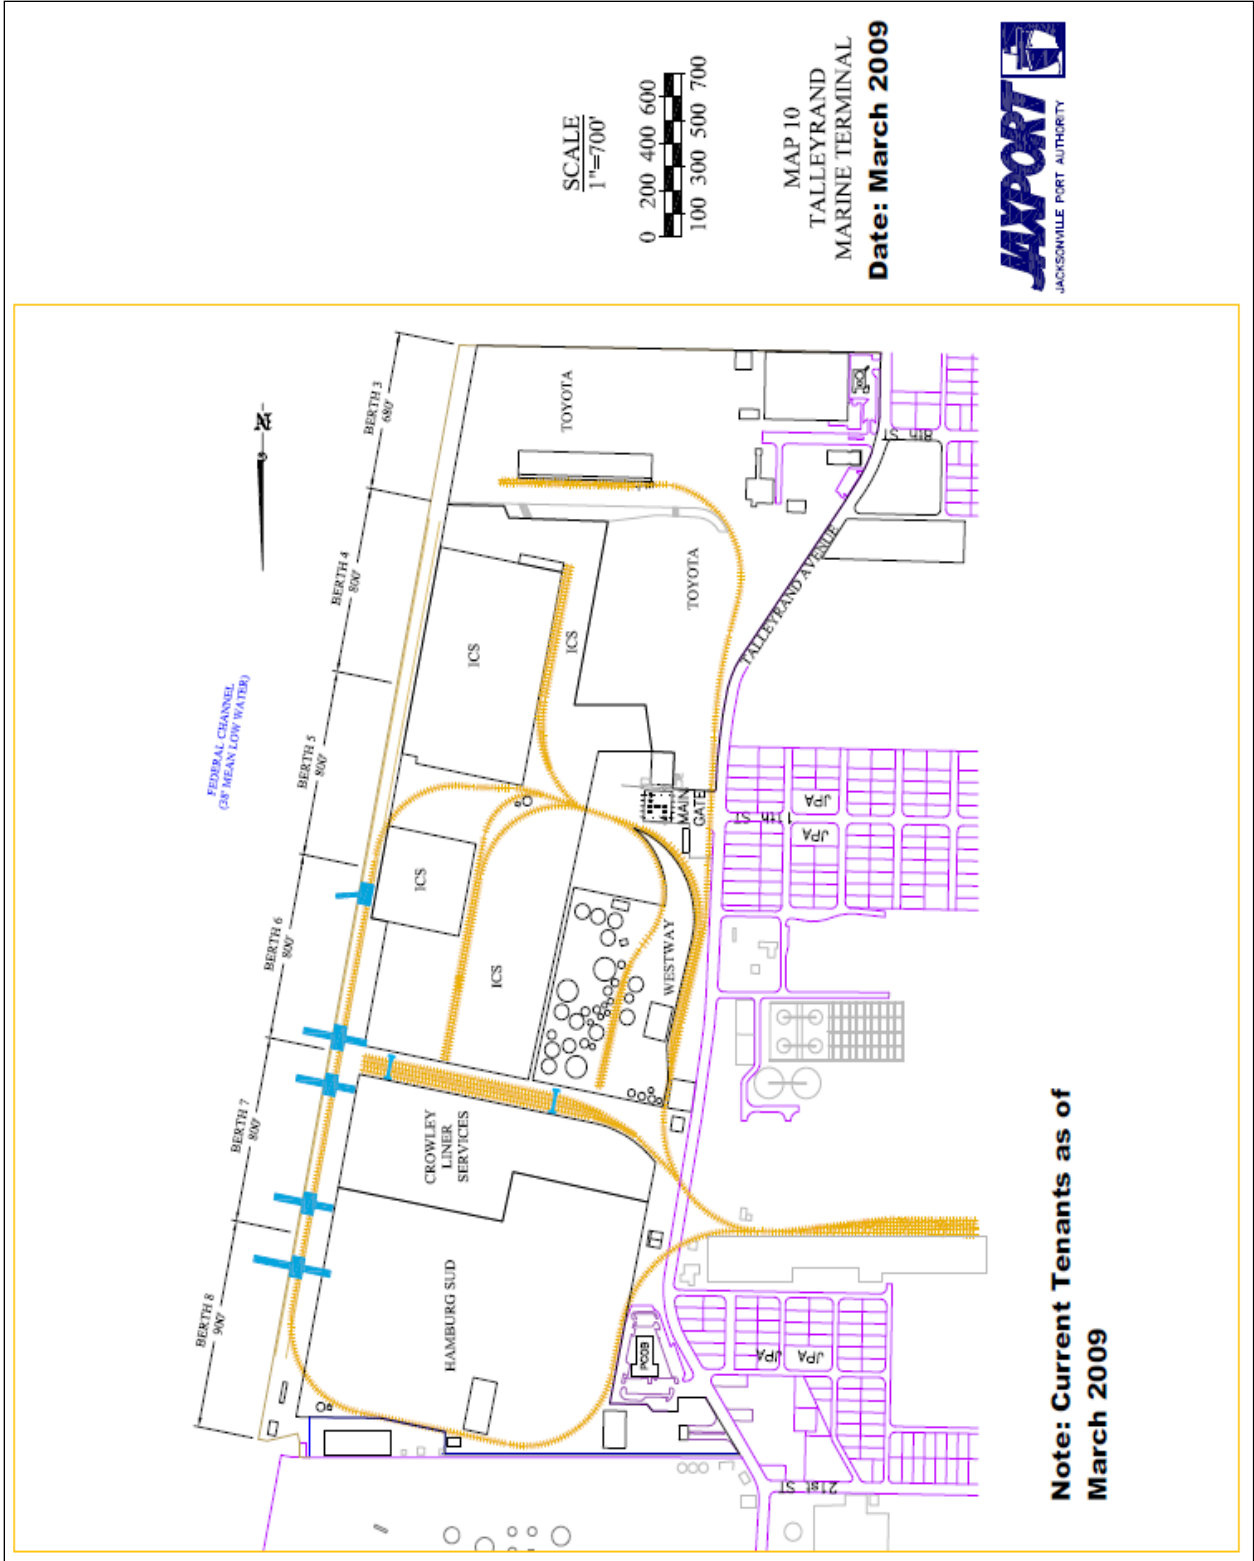 SCALE
1"=700'
0 200 400 600
100 300 500 700
MAP 10
TALLEYRAND
MARINE TERMINAL
Date: March 2009
JAXPORT
JACKSONVILLE PORT AUTHORITY
N
FEDERAL CHANNEL
(38' MEAN LOW WATER)
BERTH 8
900'
BERTH 7
800'
BERTH 6
800'
BERTH 5
800'
BERTH 4
800'
BERTH 3
680'
HAMBURG SUD
CROWLEY
LINER
SERVICES
ICS
ICS
ICS
ICS
TOYOTA
TOYOTA
WESTWAY
MAIN
GATE
PCOB
TALLEYRAND AVENUE
8th ST
11th ST
21st ST
JPA
JPA
JPA
JPA
Note: Current Tenants as of
March 2009